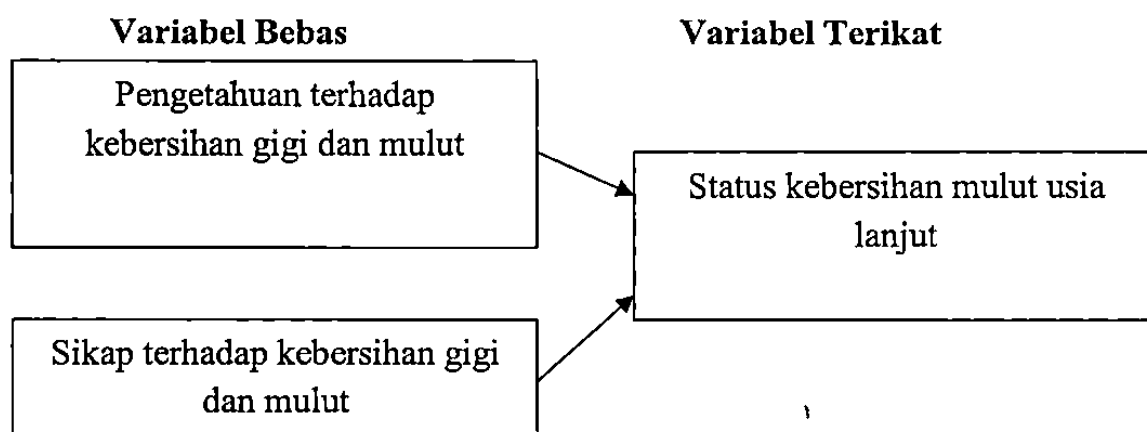 Variabel Bebas
Variabel Terikat
Pengetahuan terhadap
kebersihan gigi dan mulut
Status kebersihan mulut usia
lanjut
Sikap terhadap kebersihan gigi
dan mulut